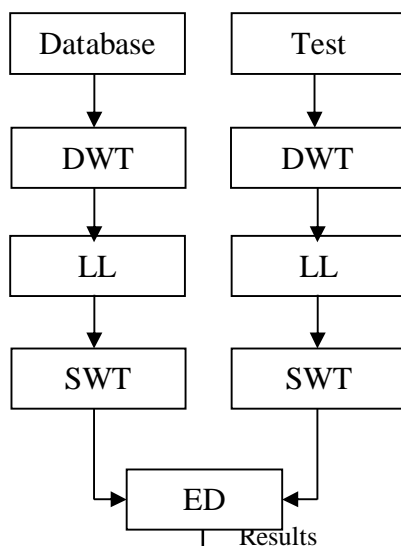 Database Test
DWT DWT
LL LL
SWT SWT
ED
Results